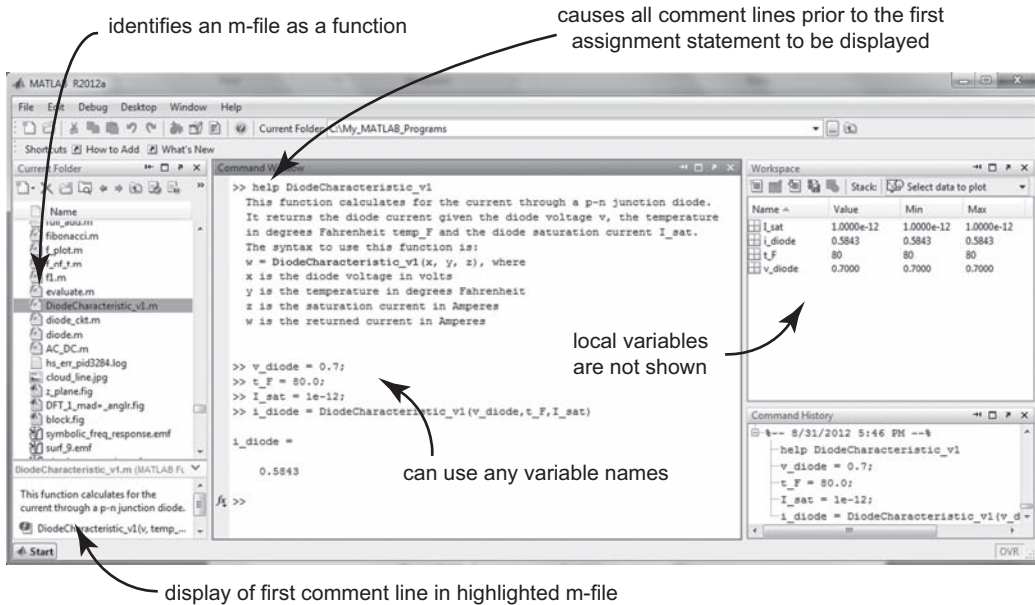 identifies an m-file as a function
causes all comment lines prior to the first
assignment statement to be displayed
MATLAB R2012a
File Edit Debug Desktop Window Help
Current Folder: C:\My_MATLAB_Programs
Shortcuts How to Add What's New
Current Folder
Name
full_add.m
fibonacci.m
f_plot.m
f_nf_t.m
f1.m
evaluate.m
DiodeCharacteristic_v1.m
diode_ckt.m
diode.m
AC_DC.m
hs_err_pid3284.log
cloud_line.jpg
z_plane.fig
DFT_1_mad+_anglr.fig
block.fig
symbolic_freq_response.emf
surf_9.emf
DiodeCharacteristic_v1.m (MATLAB Fu
This function calculates for the
current through a p-n junction diode.
DiodeCharacteristic_v1(v, temp_...
Start
Command Window
>> help DiodeCharacteristic_v1
This function calculates for the current through a p-n junction diode.
It returns the diode current given the diode voltage v, the temperature
in degrees Fahrenheit temp_F and the diode saturation current I_sat.
The syntax to use this function is:
w = DiodeCharacteristic_v1(x, y, z), where
x is the diode voltage in volts
y is the temperature in degrees Fahrenheit
z is the saturation current in Amperes
w is the returned current in Amperes
>> v_diode = 0.7;
>> t_F = 80.0;
>> I_sat = 1e-12;
>> i_diode = DiodeCharacteristic_v1(v_diode,t_F,I_sat)
i_diode =
0.5843
fx >>
can use any variable names
Workspace
Stack: Select data to plot
Name Value Min Max
I_sat 1.0000e-12 1.0000e-12 1.0000e-12
i_diode 0.5843 0.5843 0.5843
t_F 80 80 80
v_diode 0.7000 0.7000 0.7000
local variables
are not shown
Command History
%-- 8/31/2012 5:46 PM --%
help DiodeCharacteristic_v1
v_diode = 0.7;
t_F = 80.0;
I_sat = 1e-12;
i_diode = DiodeCharacteristic_v1(v_d
OVR
display of first comment line in highlighted m-file